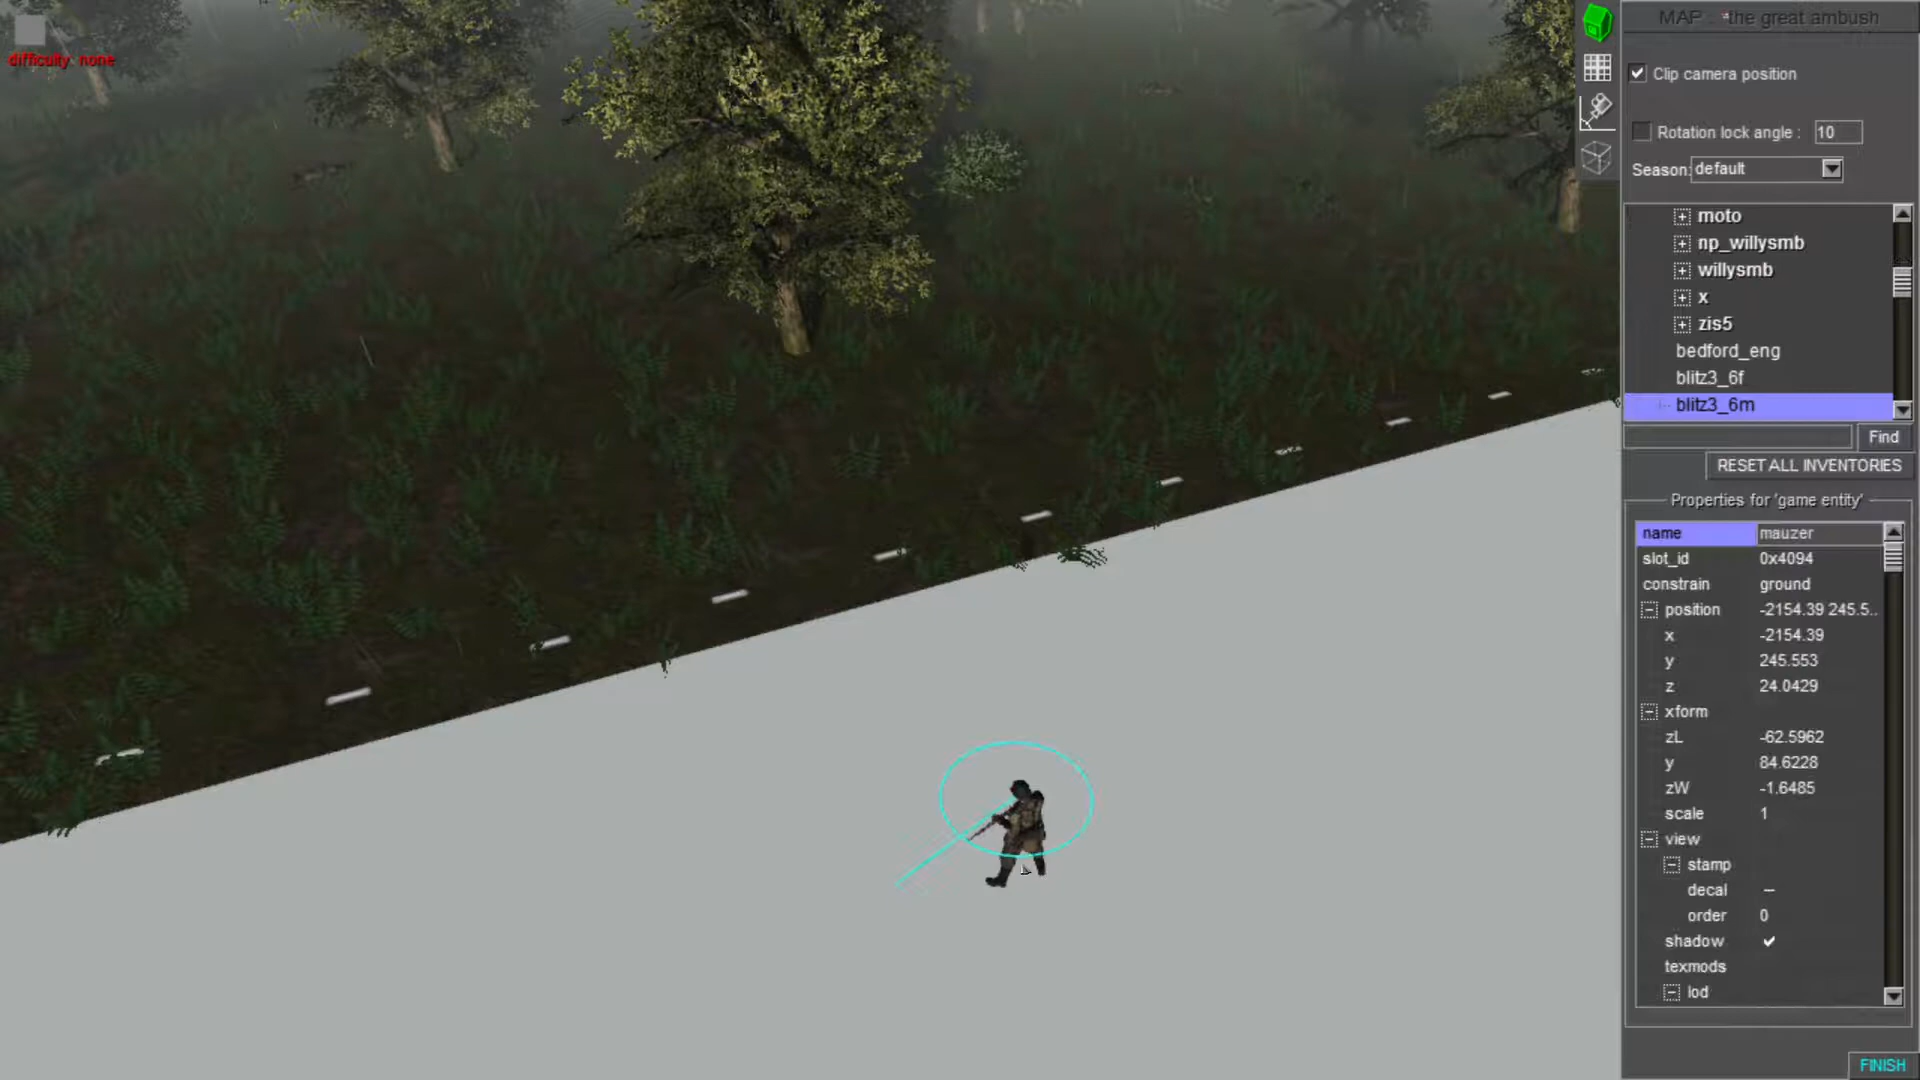 difficulty: none
MAP : *the great ambush
Clip camera position
Rotation lock angle : 10
Season: default
moto
np_willysmb
willysmb
x
zis5
bedford_eng
blitz3_6f
blitz3_6m
Find
RESET ALL INVENTORIES
Properties for 'game entity'
name mauzer
slot_id 0x4094
constrain ground
position -2154.39 245.5..
x -2154.39
y 245.553
z 24.0429
xform
zL -62.5962
y 84.6228
zW -1.6485
scale 1
view
stamp
decal --
order 0
shadow
texmods
lod
FINISH